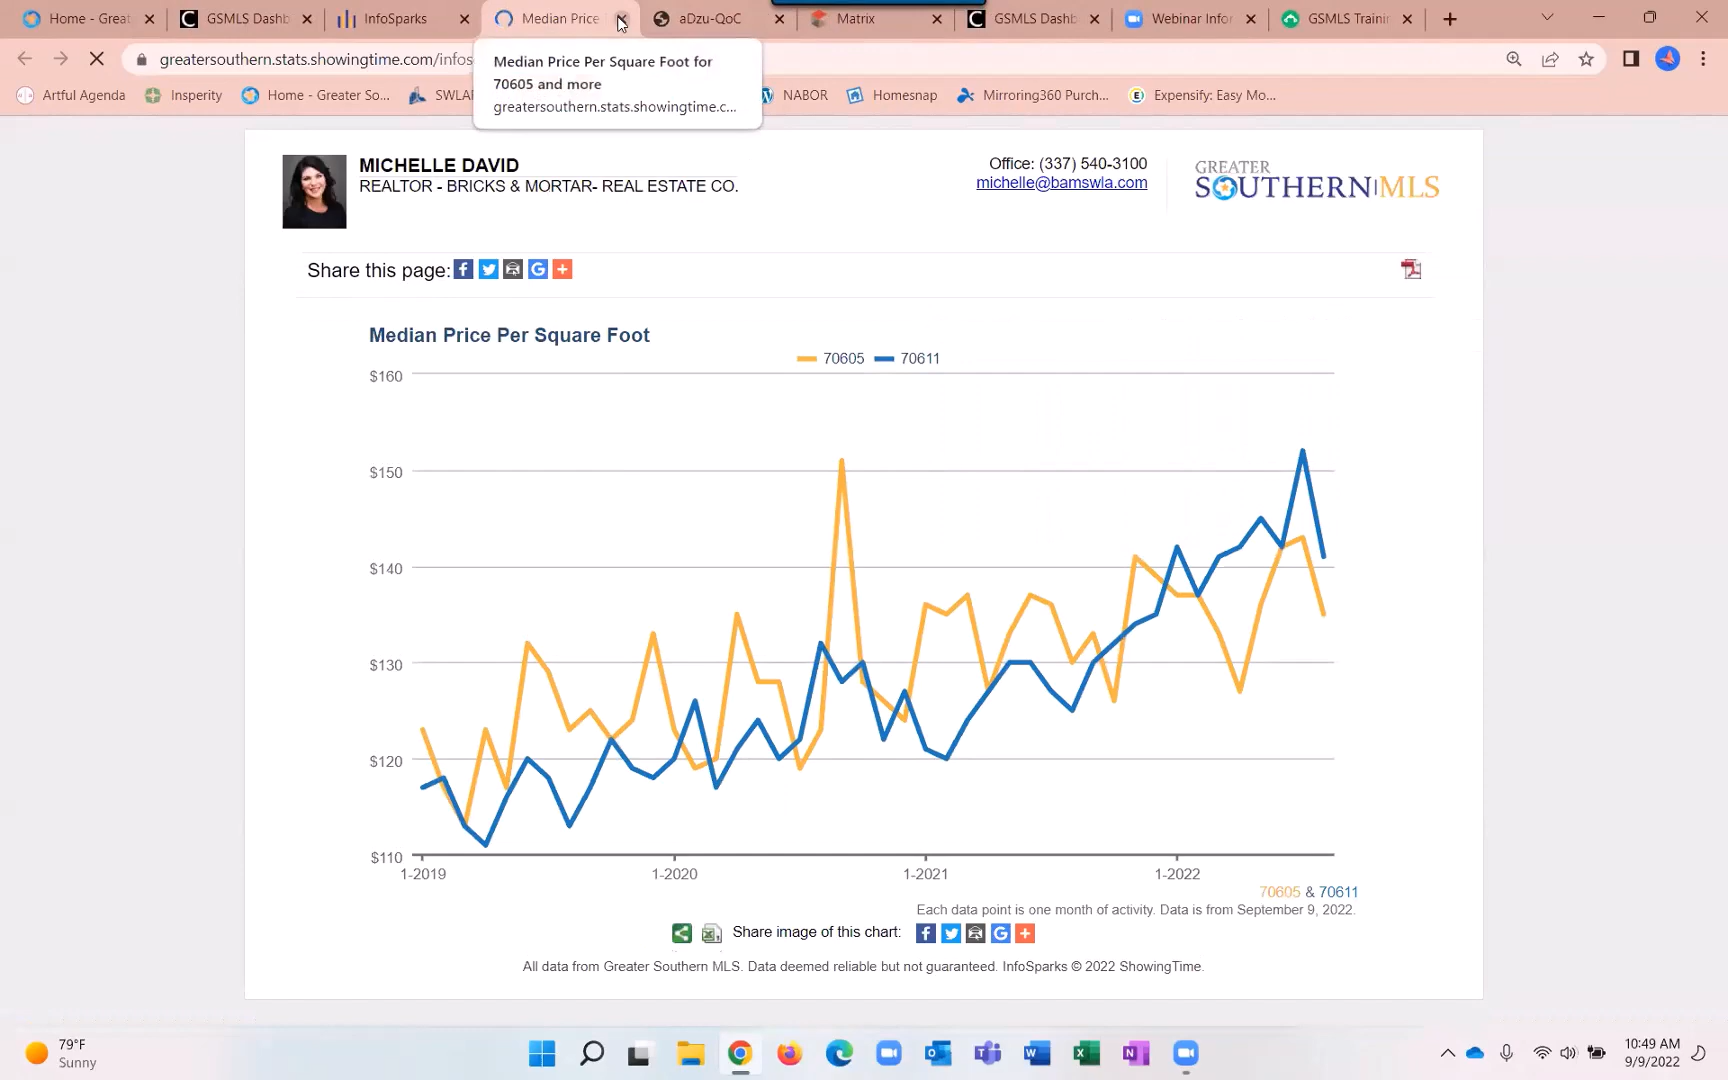 Home - Great
GSMLS Dashb
InfoSparks
Median Price
aDzu-QoC
Matrix
GSMLS Dashb
Webinar Infor
GSMLS Trainin
greatersouthern.stats.showingtime.com/infos
Median Price Per Square Foot for
70605 and more
greatersouthern.stats.showingtime.c...
Artful Agenda
Insperity
Home - Greater So...
SWLAR
NABOR
Homesnap
Mirroring360 Purch...
Expensify: Easy Mo...
MICHELLE DAVID
REALTOR - BRICKS & MORTAR- REAL ESTATE CO.
Office: (337) 540-3100
michelle@bamswla.com
GREATER
SOUTHERN MLS
Share this page:
Median Price Per Square Foot
70605 70611
$160
$150
$140
$130
$120
$110
1-2019 1-2020 1-2021 1-2022
70605 & 70611
Each data point is one month of activity. Data is from September 9, 2022.
Share image of this chart:
All data from Greater Southern MLS. Data deemed reliable but not guaranteed. InfoSparks © 2022 ShowingTime.
79°F
Sunny
10:49 AM
9/9/2022